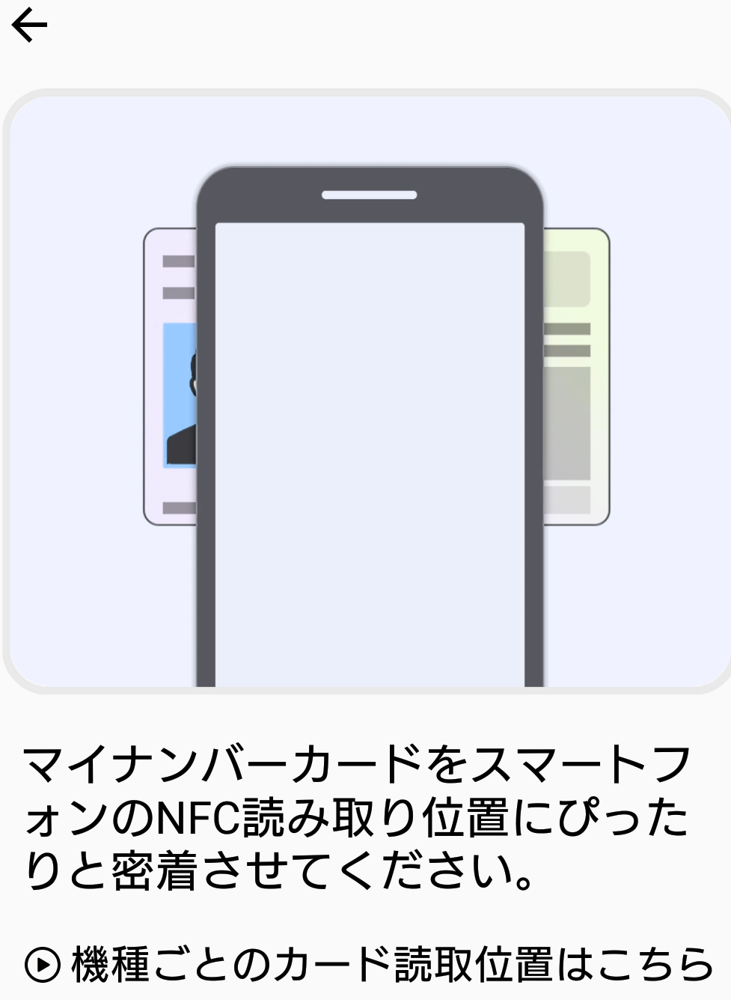 マイナンバーカードをスマートフ
ォンのNFC読み取り位置にぴった
りと密着させてください。
機種ごとのカード読取位置はこちら